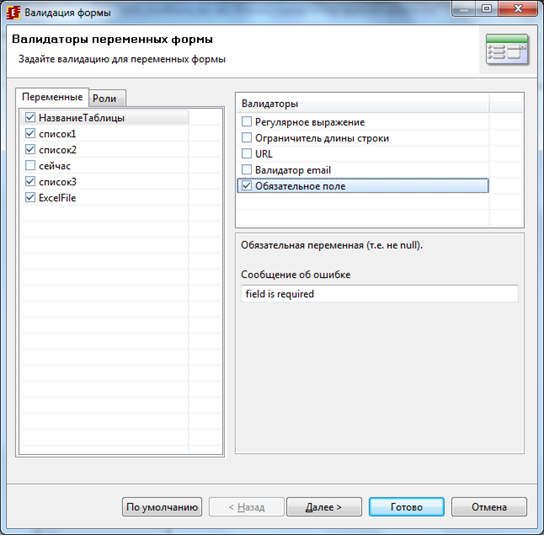 Валидация формы
Валидаторы переменных формы
Задайте валидацию для переменных формы
Переменные Роли
НазваниеТаблицы
список1
список2
сейчас
список3
ExcelFile
Валидаторы
Регулярное выражение
Ограничитель длины строки
URL
Валидатор email
Обязательное поле
Обязательная переменная (т.е. не null).
Сообщение об ошибке
field is required
По умолчанию < Назад Далее > Готово Отмена